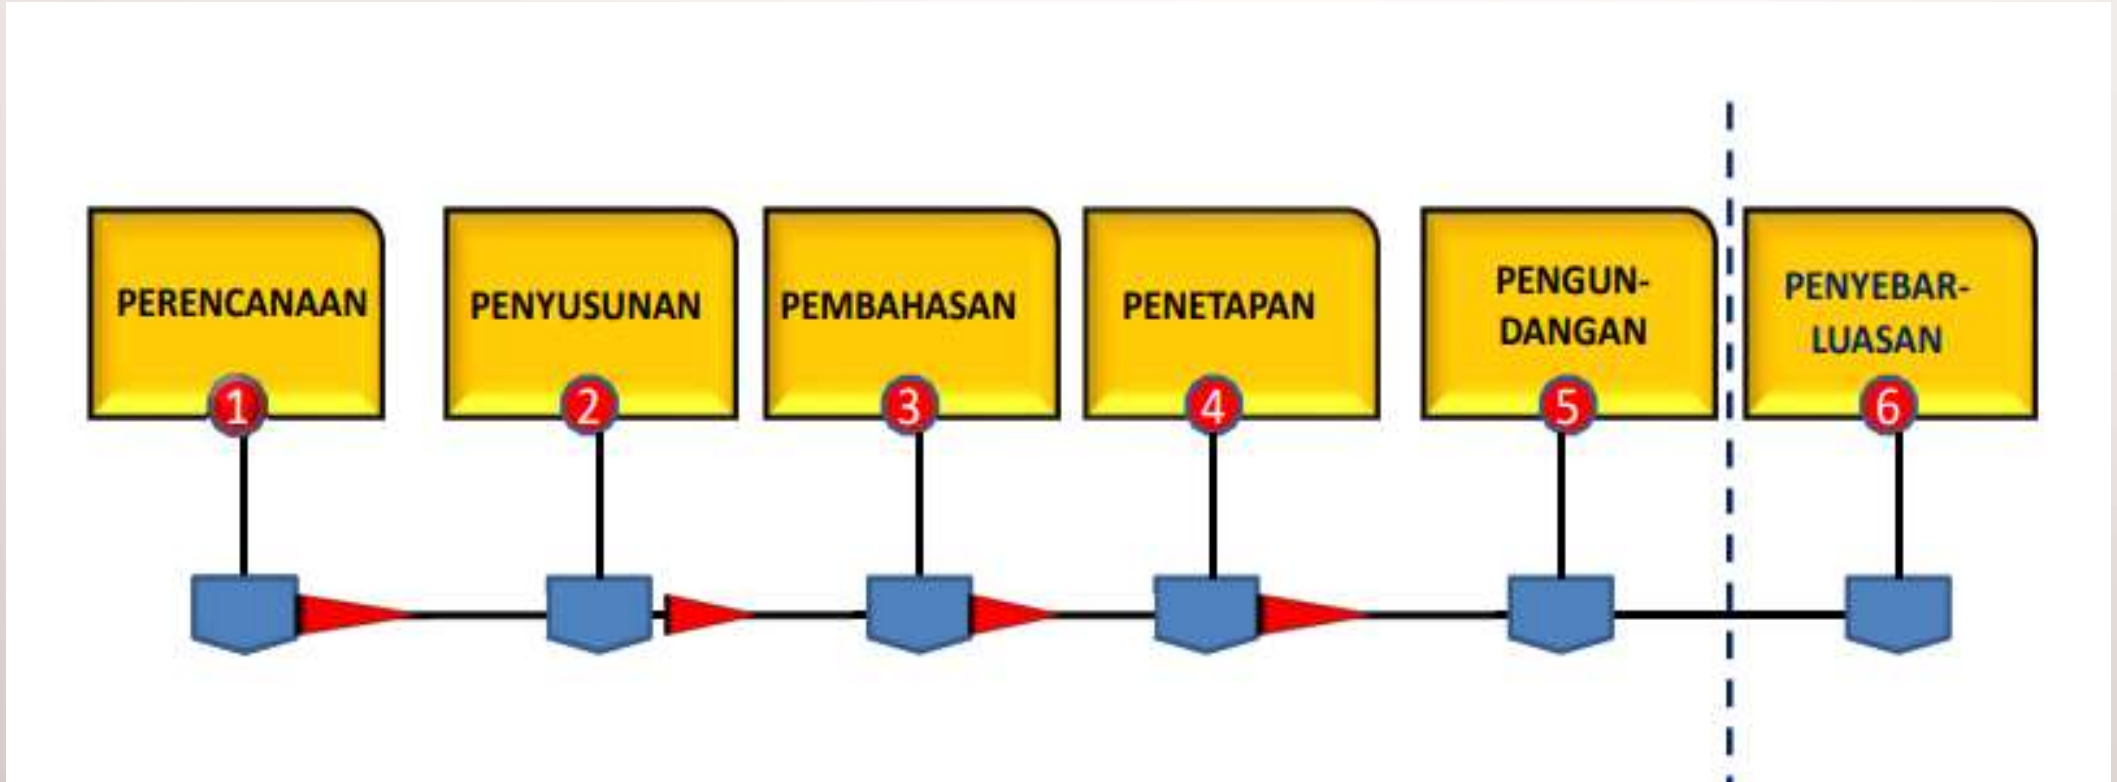 PERENCANAAN
1
PENYUSUNAN
2
PEMBAHASAN
3
PENETAPAN
4
PENGUN-
DANGAN
5
PENYEBAR-
LUASAN
6